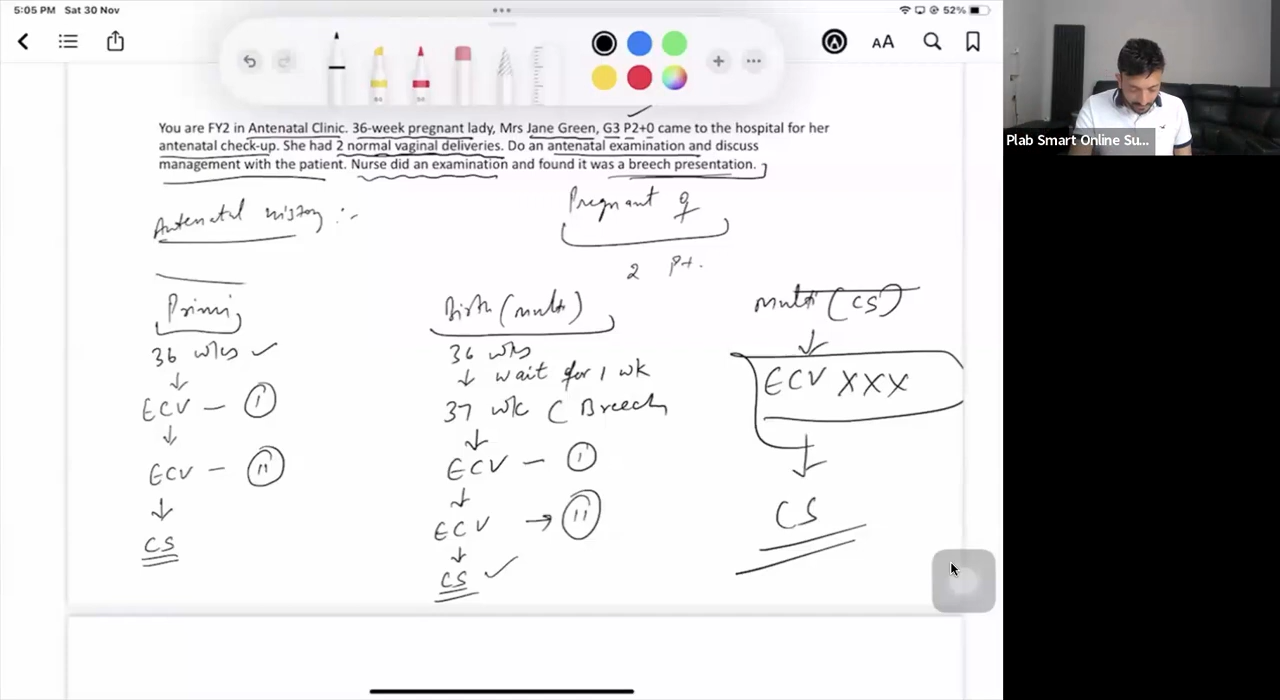 5:05 PM Sat 30 Nov
52%
AA
Plab Smart Online Su...
You are FY2 in Antenatal Clinic. 36-week pregnant lady, Mrs Jane Green, G3 P2+0 came to the hospital for her
antenatal check-up. She had 2 normal vaginal deliveries. Do an antenatal examination and discuss
management with the patient. Nurse did an examination and found it was a breech presentation.
Antenatal history :-
Pregnant ♀
2 Pt.
Primi
36 wks ✓
↓
ECV - I
↓
ECV - II
↓
CS
Birth (multi)
36 wks
↓ wait for 1 wk
37 wk C Breech
↓
ECV - I
↓
ECV → II
↓
CS ✓
multi (CS)
↓
ECV XXX
↓
CS